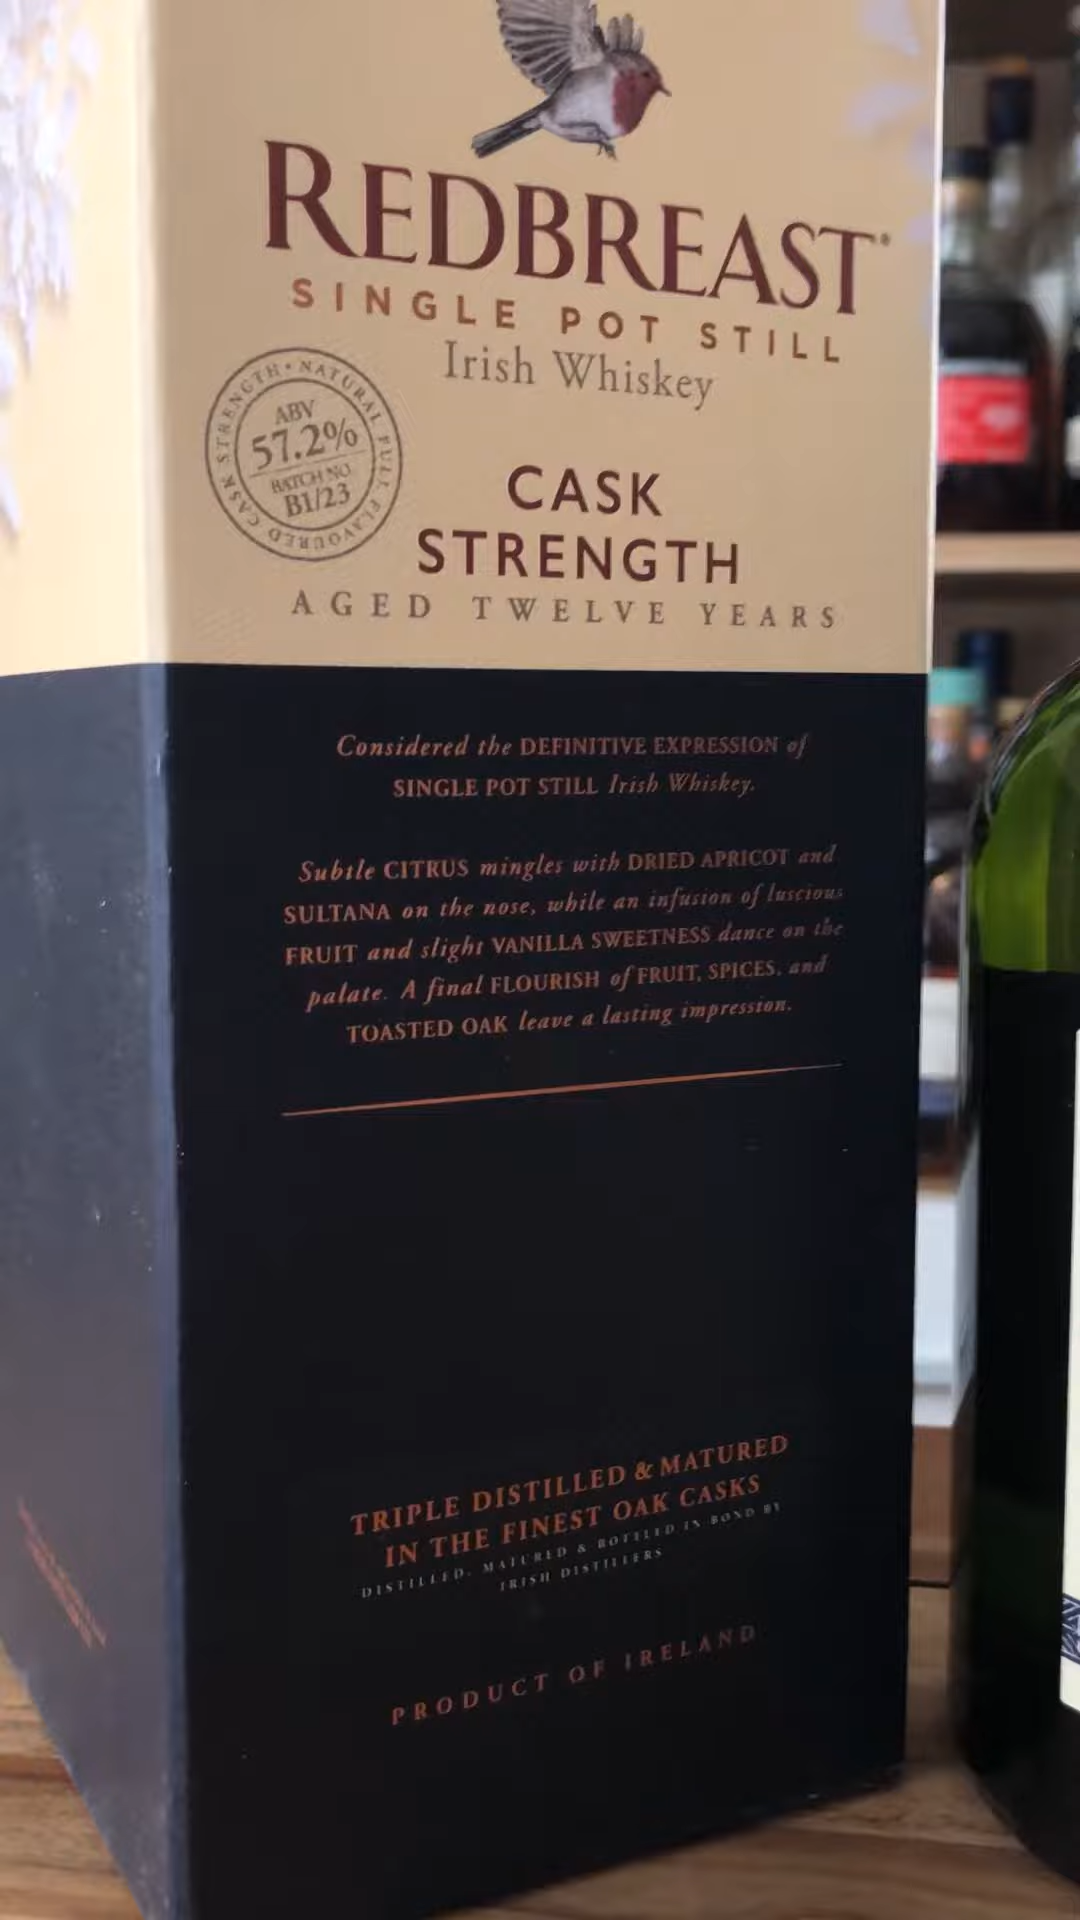 REDBREAST®
SINGLE POT STILL
Irish Whiskey
CASK STRENGTH • NATURAL FULL FLAVOURED
ABV
57.2%
BATCH NO.
B1/23
CASK
STRENGTH
AGED TWELVE YEARS
Considered the DEFINITIVE EXPRESSION of
SINGLE POT STILL Irish Whiskey.
Subtle CITRUS mingles with DRIED APRICOT and
SULTANA on the nose, while an infusion of luscious
FRUIT and slight VANILLA SWEETNESS dance on the
palate. A final FLOURISH of FRUIT, SPICES, and
TOASTED OAK leave a lasting impression.
TRIPLE DISTILLED & MATURED
IN THE FINEST OAK CASKS
DISTILLED, MATURED & BOTTLED IN BOND BY
IRISH DISTILLERS
PRODUCT OF IRELAND